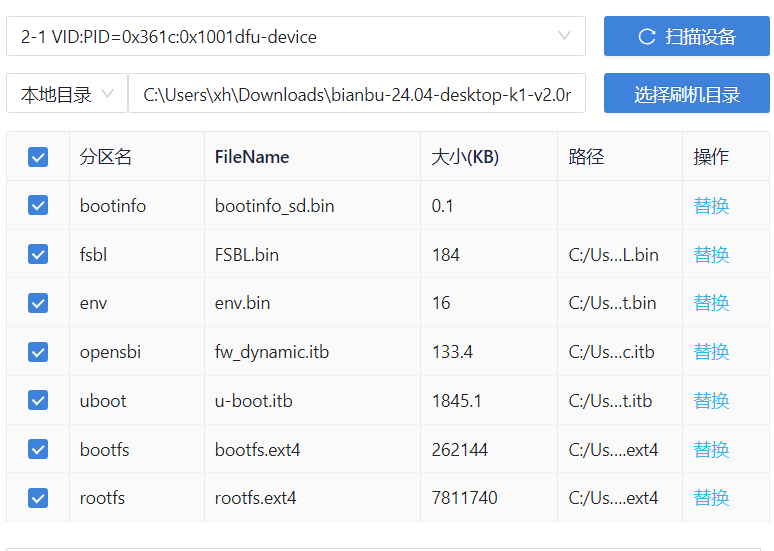 2-1 VID:PID=0x361c:0x1001dfu-device 扫描设备
本地目录 C:\Users\xh\Downloads\bianbu-24.04-desktop-k1-v2.0r 选择刷机目录
分区名 FileName 大小(KB) 路径 操作
bootinfo bootinfo_sd.bin 0.1 替换
fsbl FSBL.bin 184 C:/Us...L.bin 替换
env env.bin 16 C:/Us...t.bin 替换
opensbi fw_dynamic.itb 133.4 C:/Us...c.itb 替换
uboot u-boot.itb 1845.1 C:/Us...t.itb 替换
bootfs bootfs.ext4 262144 C:/Us....ext4 替换
rootfs rootfs.ext4 7811740 C:/Us....ext4 替换